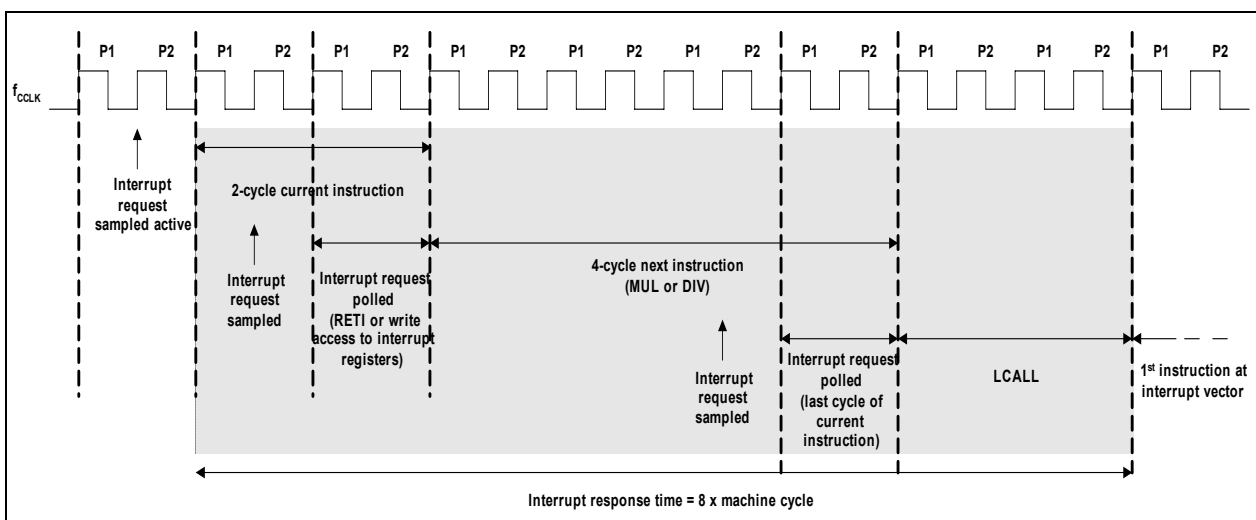 P1 P2 P1 P2 P1 P2 P1 P2 P1 P2 P1 P2 P1 P2 P1 P2 P1 P2 P1 P2
fCCLK
Interrupt
request
sampled active
2-cycle current instruction
Interrupt
request
sampled
Interrupt request
polled
(RETI or write
access to interrupt
registers)
4-cycle next instruction
(MUL or DIV)
Interrupt
request
sampled
Interrupt request
polled
(last cycle of
current
instruction)
LCALL
1st instruction at
interrupt vector
Interrupt response time = 8 x machine cycle